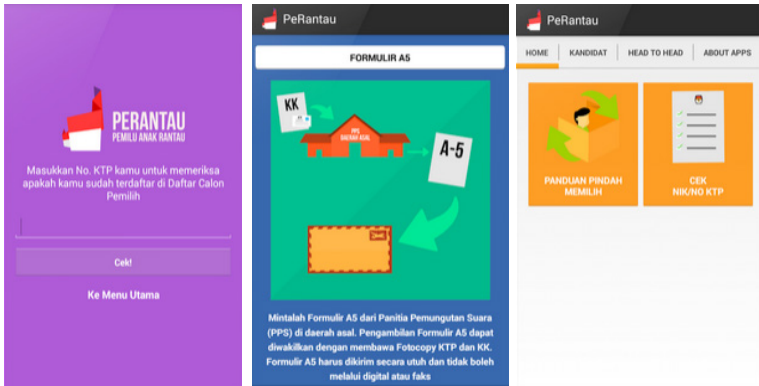 PERANTAU
PEMILU ANAK RANTAU
Masukkan No. KTP kamu untuk memeriksa
apakah kamu sudah terdaftar di Daftar Calon
Pemilih
Cek!
Ke Menu Utama
PeRantau
FORMULIR A5
KK
PPS
DAERAH ASAL
A-5
Mintalah Formulir A5 dari Panitia Pemungutan Suara
(PPS) di daerah asal. Pengambilan Formulir A5 dapat
diwakilkan dengan membawa Fotocopy KTP dan KK.
Formulir A5 harus dikirim secara utuh dan tidak boleh
melalui digital atau faks
PeRantau
HOME
KANDIDAT
HEAD TO HEAD
ABOUT APPS
PANDUAN PINDAH
MEMILIH
CEK
NIK/NO KTP